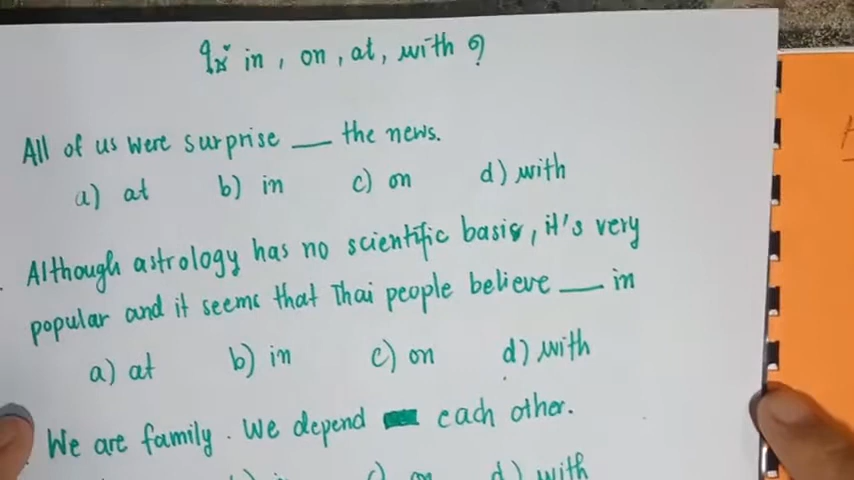 ใช้ in, on, at, with ?
All of us were surprise ___ the news.
a) at b) in c) on d) with
Although astrology has no scientific basis, it's very
popular and it seems that Thai people believe ___ in
a) at b) in c) on d) with
We are family. We depend each other.
c) on d) with